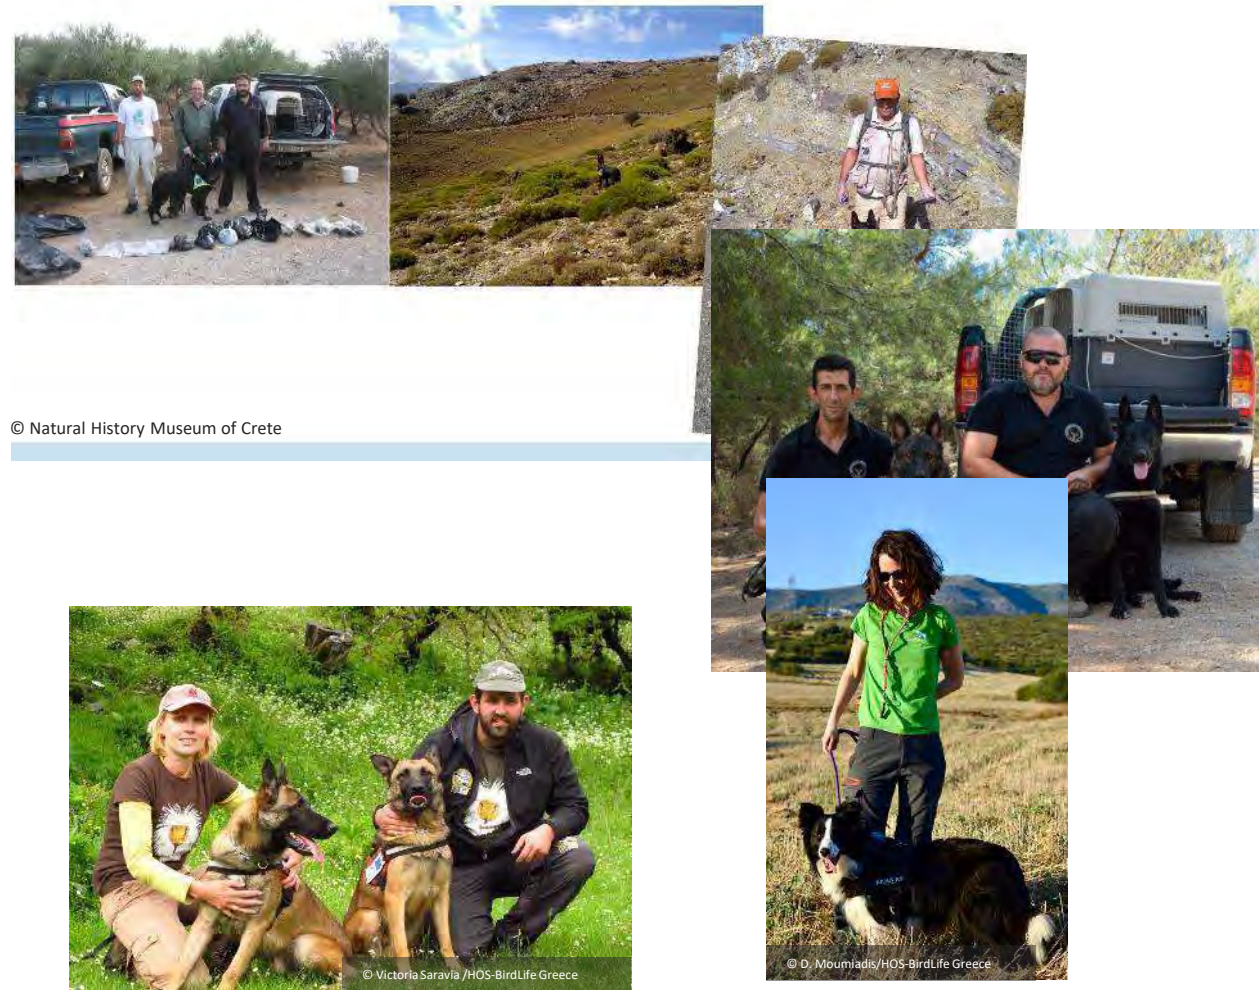 © Natural History Museum of Crete
© Victoria Saravia /HOS-BirdLife Greece
© D. Moumiadis/HOS-BirdLife Greece